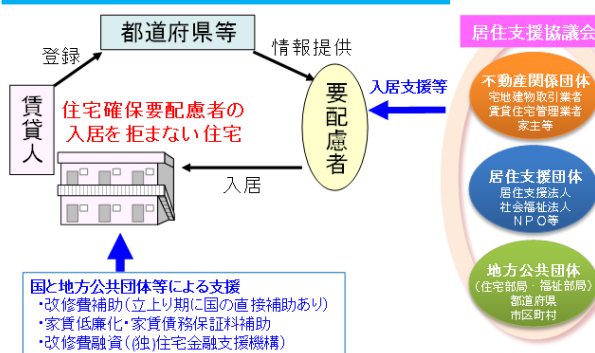 都道府県等
登録
情報提供
賃貸人
住宅確保要配慮者の
入居を拒まない住宅
要配慮者
入居
入居支援等
国と地方公共団体等による支援
・改修費補助(立上り期に国の直接補助あり)
・家賃低廉化・家賃債務保証料補助
・改修費融資((独)住宅金融支援機構)
居住支援協議会
不動産関係団体
宅地建物取引業者
賃貸住宅管理業者
家主等
居住支援団体
居住支援法人
社会福祉法人
NPO等
地方公共団体
(住宅部局・福祉部局)
都道府県
市区町村